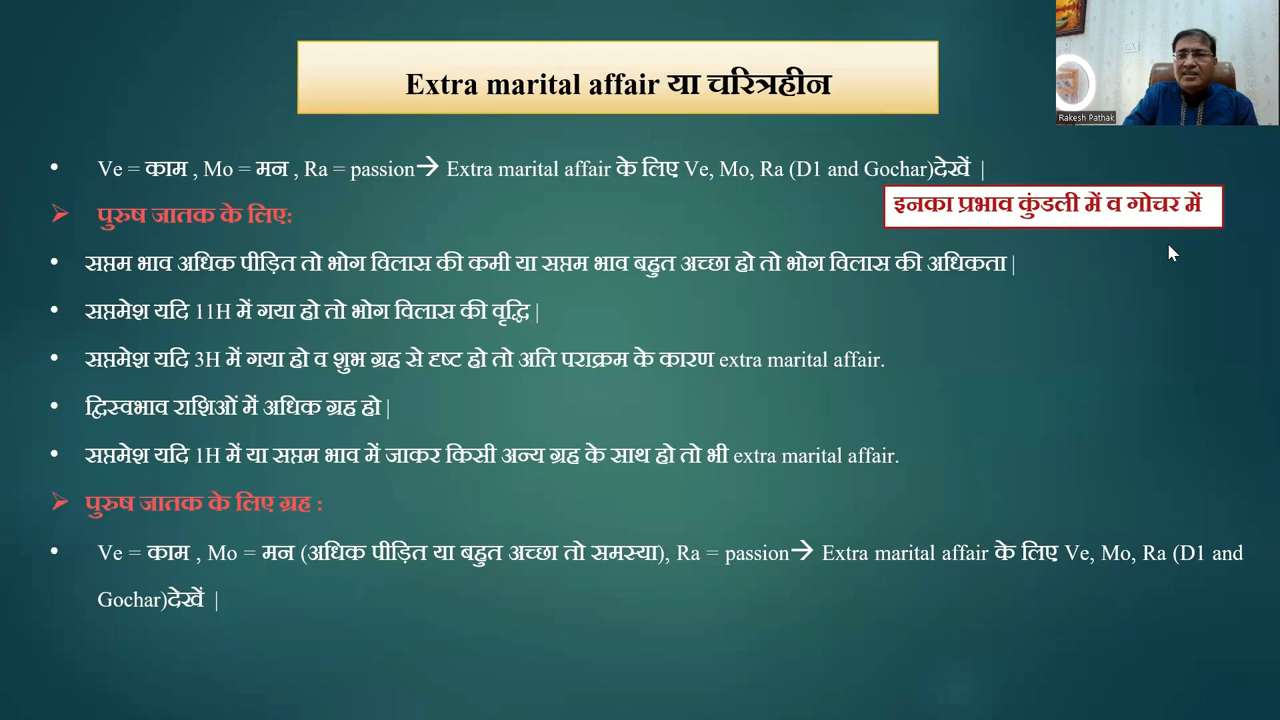 Extra marital affair या चरित्रहीन
Rakesh Pathak
• Ve = काम , Mo = मन , Ra = passion→ Extra marital affair के लिए Ve, Mo, Ra (D1 and Gochar)देखें |
इनका प्रभाव कुंडली में व गोचर में
➢ पुरुष जातक के लिए:
• सप्तम भाव अधिक पीड़ित तो भोग विलास की कमी या सप्तम भाव बहुत अच्छा हो तो भोग विलास की अधिकता |
• सप्तमेश यदि 11H में गया हो तो भोग विलास की वृद्धि |
• सप्तमेश यदि 3H में गया हो व शुभ ग्रह से दृष्ट हो तो अति पराक्रम के कारण extra marital affair.
• द्विस्वभाव राशिओं में अधिक ग्रह हो |
• सप्तमेश यदि 1H में या सप्तम भाव में जाकर किसी अन्य ग्रह के साथ हो तो भी extra marital affair.
➢ पुरुष जातक के लिए ग्रह :
• Ve = काम , Mo = मन (अधिक पीड़ित या बहुत अच्छा तो समस्या), Ra = passion→ Extra marital affair के लिए Ve, Mo, Ra (D1 and
Gochar)देखें |